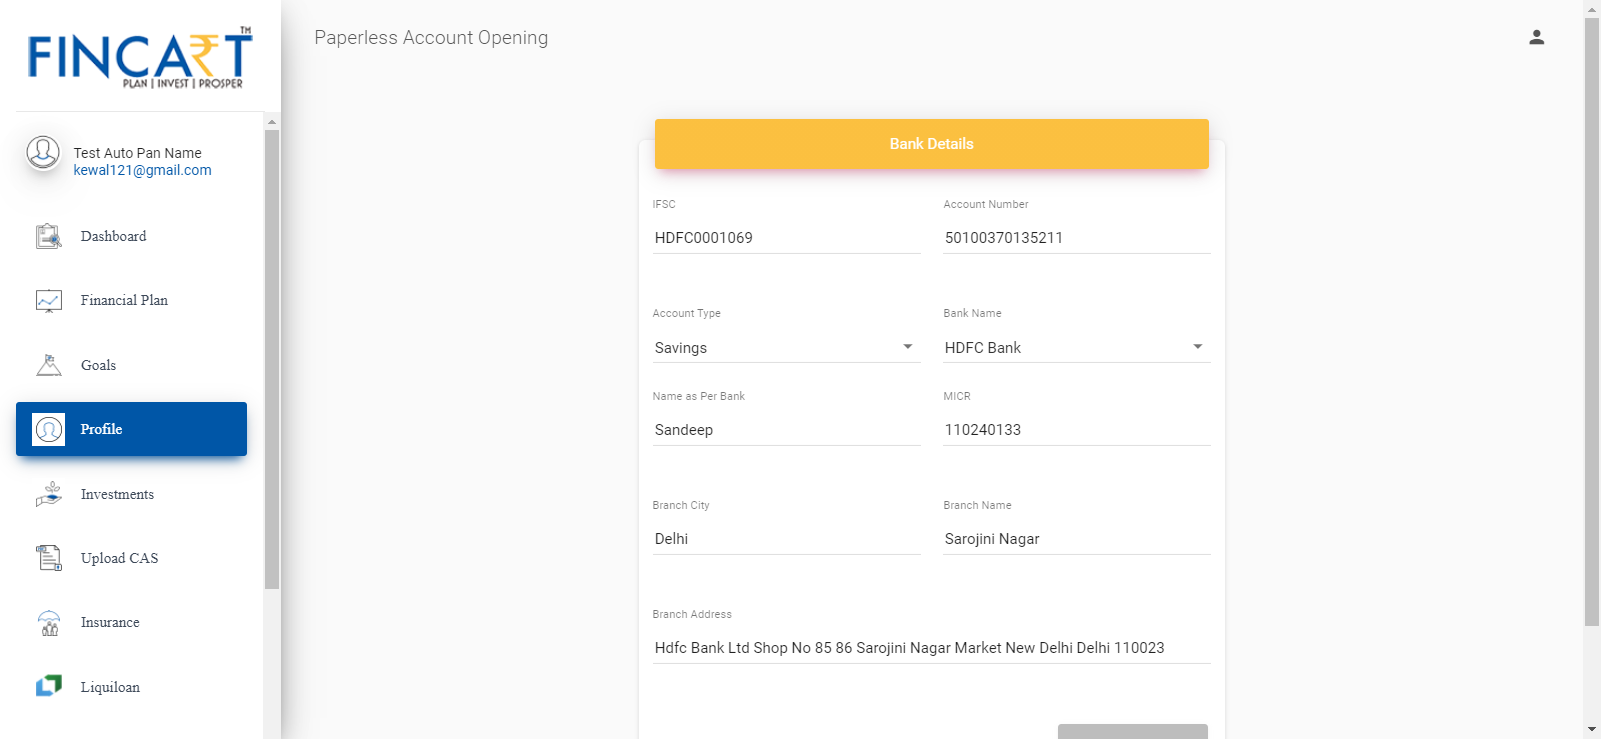 FINCART™
PLAN | INVEST | PROSPER
Test Auto Pan Name
kewal121@gmail.com
Dashboard
Financial Plan
Goals
Profile
Investments
Upload CAS
Insurance
Liquiloan
Paperless Account Opening
Bank Details
IFSC
HDFC0001069
Account Number
50100370135211
Account Type
Savings
Bank Name
HDFC Bank
Name as Per Bank
Sandeep
MICR
110240133
Branch City
Delhi
Branch Name
Sarojini Nagar
Branch Address
Hdfc Bank Ltd Shop No 85 86 Sarojini Nagar Market New Delhi Delhi 110023